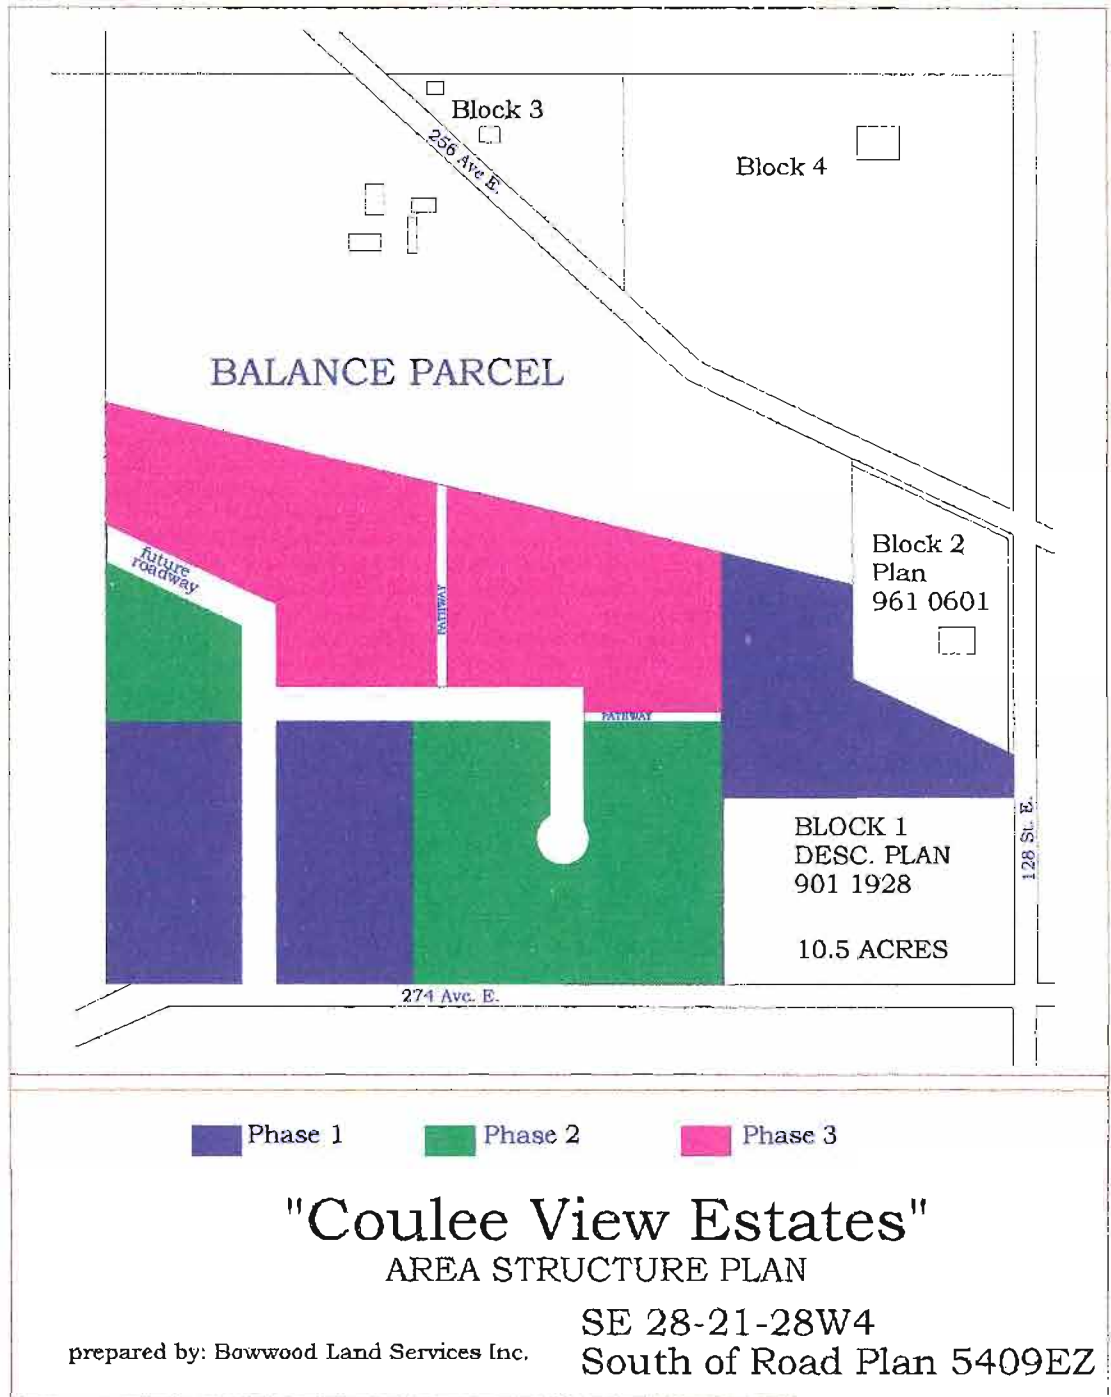 Block 3
256 Ave E.
Block 4
BALANCE PARCEL
future
roadway
PATHWAY
Block 2
Plan
961 0601
PATHWAY
BLOCK 1
DESC. PLAN
901 1928
10.5 ACRES
128 St. E.
274 Ave. E.
Phase 1
Phase 2
Phase 3
"Coulee View Estates"
AREA STRUCTURE PLAN
SE 28-21-28W4
prepared by: Bowwood Land Services Inc.
South of Road Plan 5409EZ